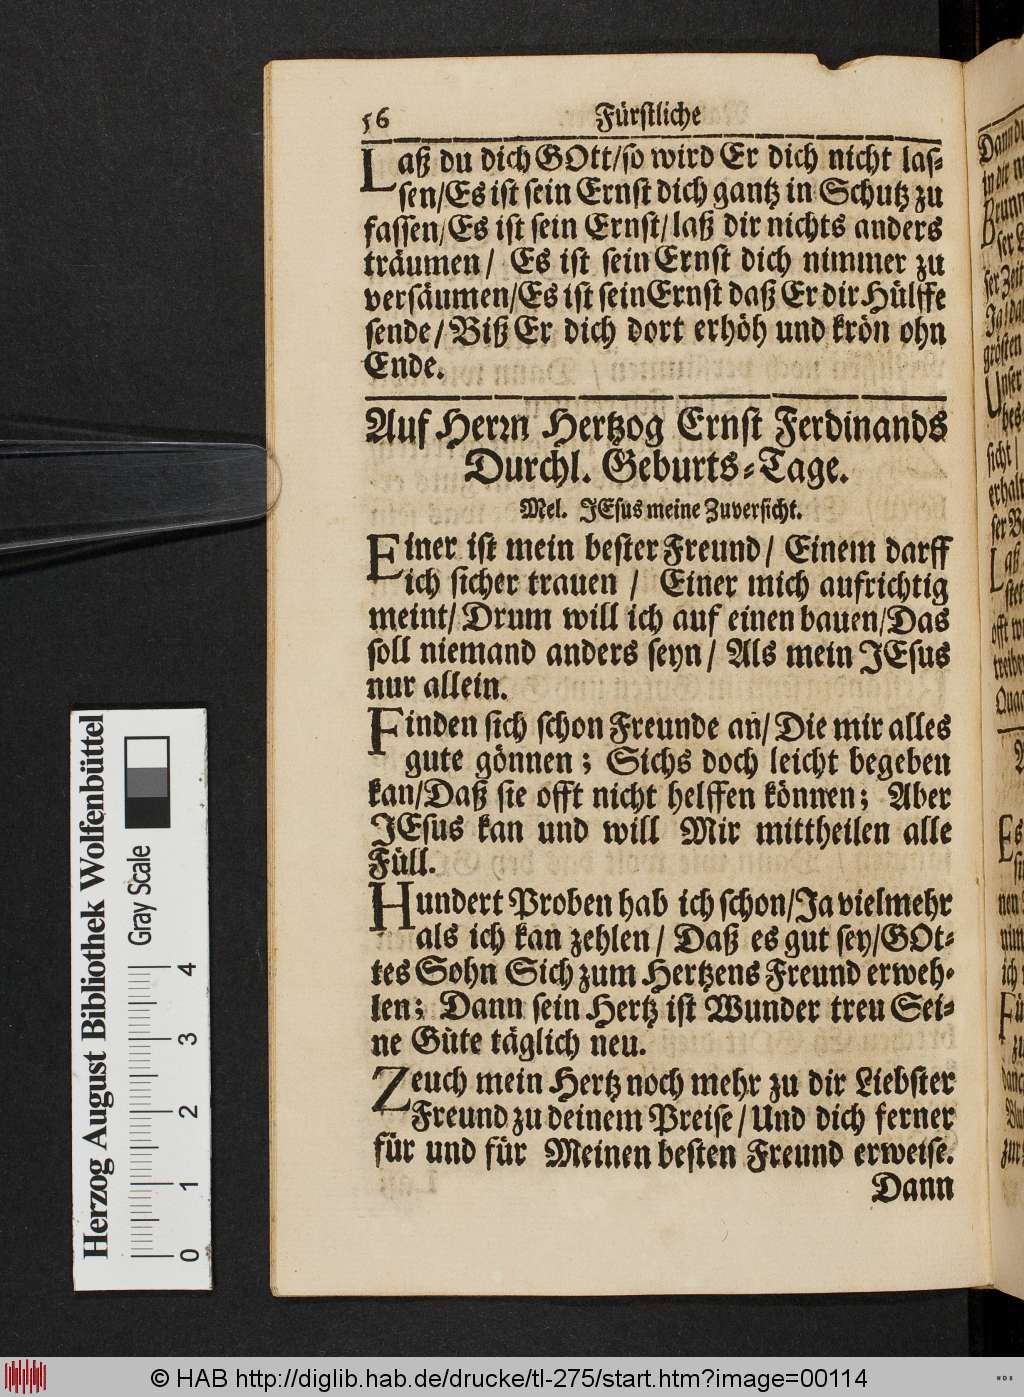 56 Fürstliche
Laß du dich GOtt/so wird Er dich nicht las-
sen/Es ist sein Ernst dich gantz in Schutz zu
fassen/Es ist sein Ernst/laß dir nichts anders
träumen/ Es ist sein Ernst dich nimmer zu
versäumen/Es ist sein Ernst daß Er dir Hülffe
sende/Biß Er dich dort erhöh und krön ohn
Ende.
Auf Herrn Hertzog Ernst Ferdinands
Durchl. Geburts-Tage.
Mel. JEsus meine Zuversicht.
Einer ist mein bester Freund/ Einem darff
ich sicher trauen / Einer mich aufrichtig
meint/Drum will ich auf einen bauen/Das
soll niemand anders seyn/ Als mein JEsus
nur allein.
Finden sich schon Freunde an̄/Die mir alles
gute gönnen; Sichs doch leicht begeben
kan/Daß sie offt nicht helffen können; Aber
JEsus kan und will Mir mittheilen alle
Füll.
Hundert Proben hab ich schon/Ja vielmehr
als ich kan zehlen/ Daß es gut sey/GOt-
tes Sohn Sich zum Hertzens Freund erweh-
len; Dann sein Hertz ist Wunder treu Sei-
ne Güte täglich neu.
Zeuch mein Hertz noch mehr zu dir Liebster
Freund zu deinem Preise/Und dich ferner
für und für Meinen besten Freund erweise.
Dann
Herzog August Bibliothek Wolfenbüttel
Gray Scale
0 1 2 3 4
© HAB http://diglib.hab.de/drucke/tl-275/start.htm?image=00114